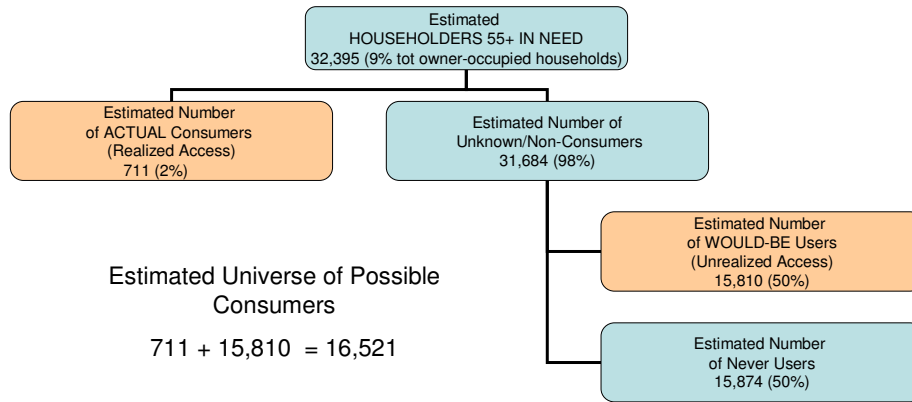 Estimated
HOUSEHOLDERS 55+ IN NEED
32,395 (9% tot owner-occupied households)
Estimated Number
of ACTUAL Consumers
(Realized Access)
711 (2%)
Estimated Number of
Unknown/Non-Consumers
31,684 (98%)
Estimated Number
of WOULD-BE Users
(Unrealized Access)
15,810 (50%)
Estimated Universe of Possible
Consumers
711 + 15,810 = 16,521
Estimated Number
of Never Users
15,874 (50%)